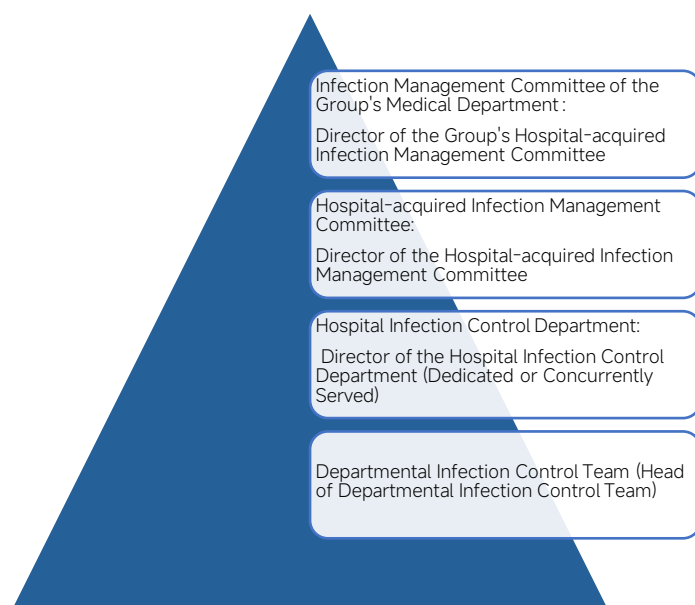 Infection Management Committee of the
Group's Medical Department:
Director of the Group's Hospital-acquired
Infection Management Committee
Hospital-acquired Infection Management
Committee:
Director of the Hospital-acquired Infection
Management Committee
Hospital Infection Control Department:
Director of the Hospital Infection Control
Department (Dedicated or Concurrently
Served)
Departmental Infection Control Team (Head
of Departmental Infection Control Team)